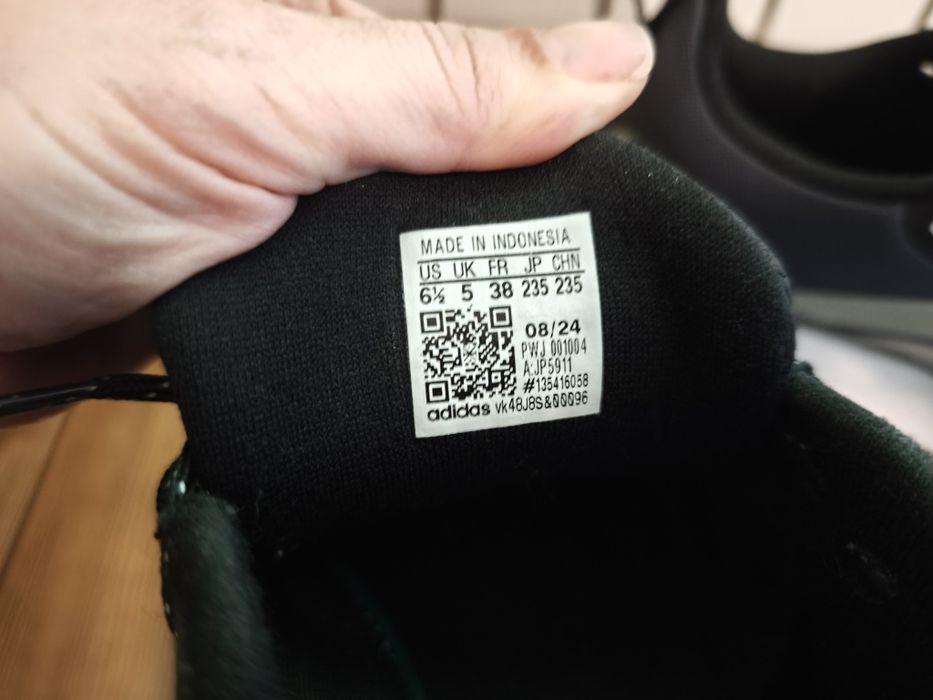 MADE IN INDONESIA
US UK FR JP CHN
6½ 5 38 235 235
08/24
PWJ 001004
A:JP5911
#135416058
adidas vk48J8S&00096